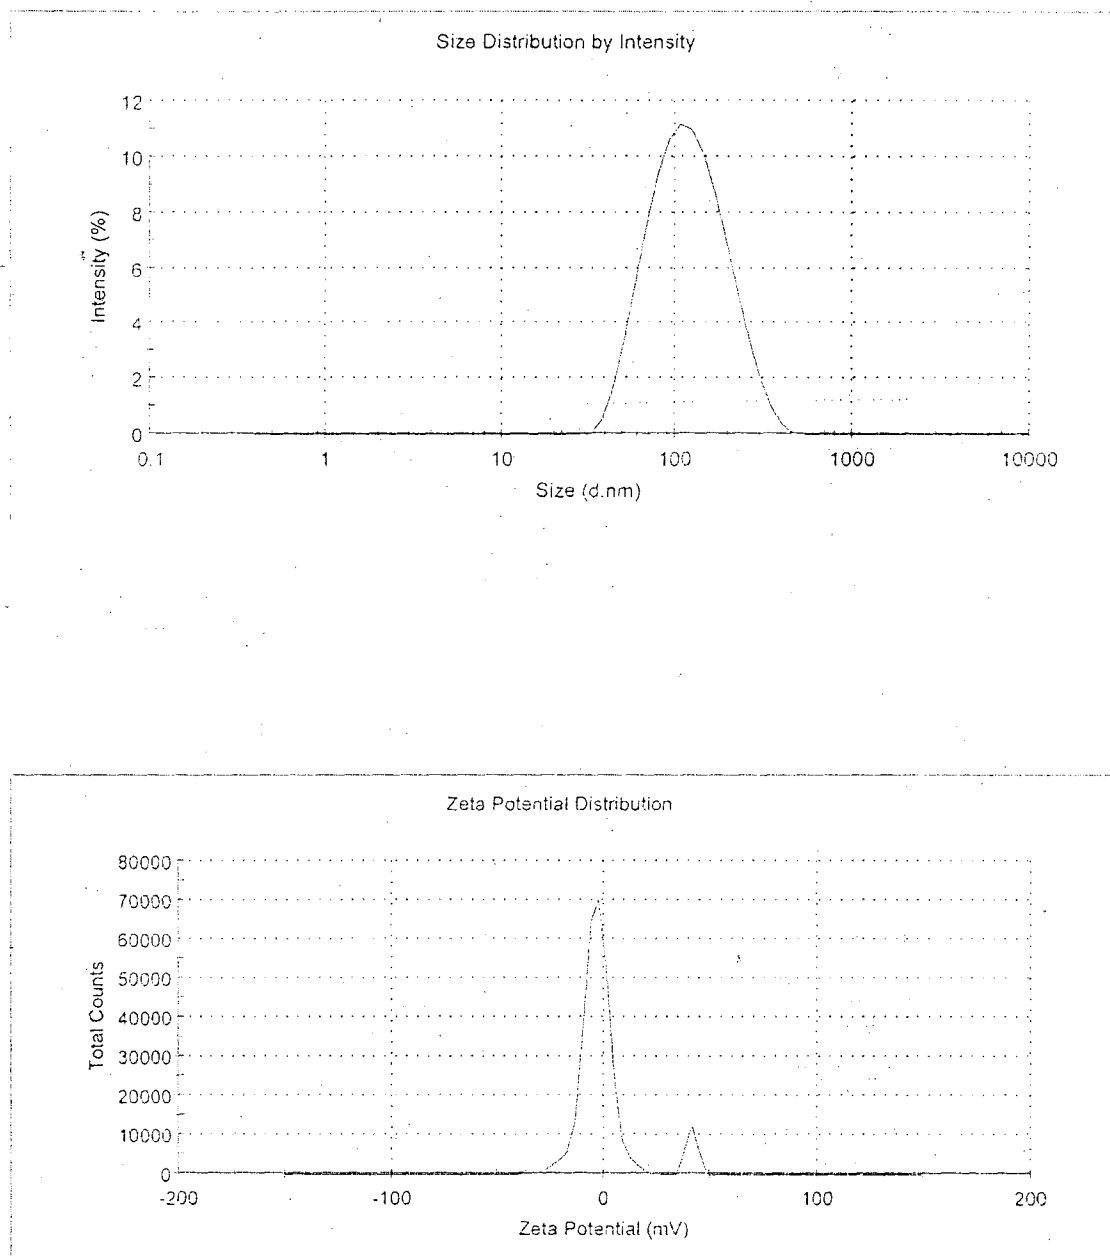 Size Distribution by Intensity
12
10
8
6
4
2
0
Intensity (%)
0.1 1 10 100 1000 10000
Size (d.nm)
Zeta Potential Distribution
80000
70000
60000
50000
40000
30000
20000
10000
0
Total Counts
-200 -100 0 100 200
Zeta Potential (mV)